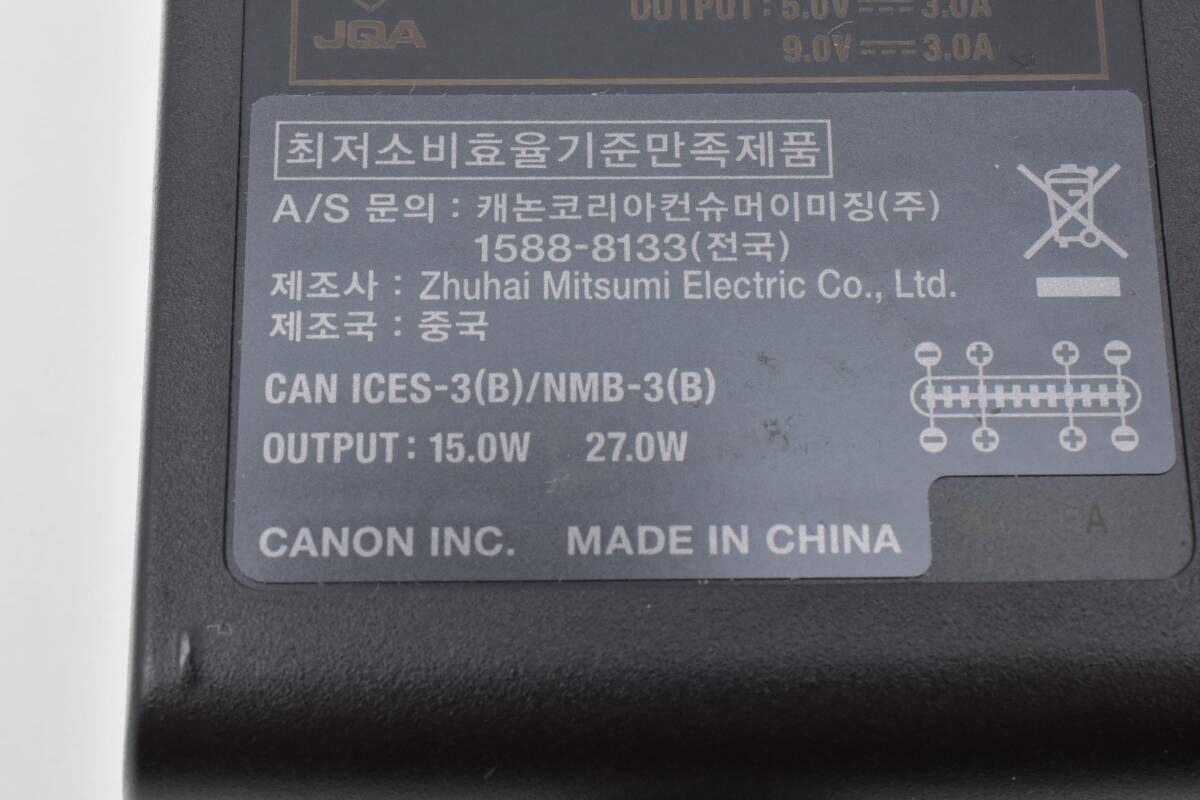 OUTPUT : 5.0V ⎓ 3.0A
JQA
9.0V ⎓ 3.0A
최저소비효율기준만족제품
A/S 문의 : 캐논코리아컨슈머이미징(주)
1588-8133(전국)
제조사 : Zhuhai Mitsumi Electric Co., Ltd.
제조국 : 중국
CAN ICES-3(B)/NMB-3(B)
OUTPUT : 15.0W 27.0W
CANON INC. MADE IN CHINA
A